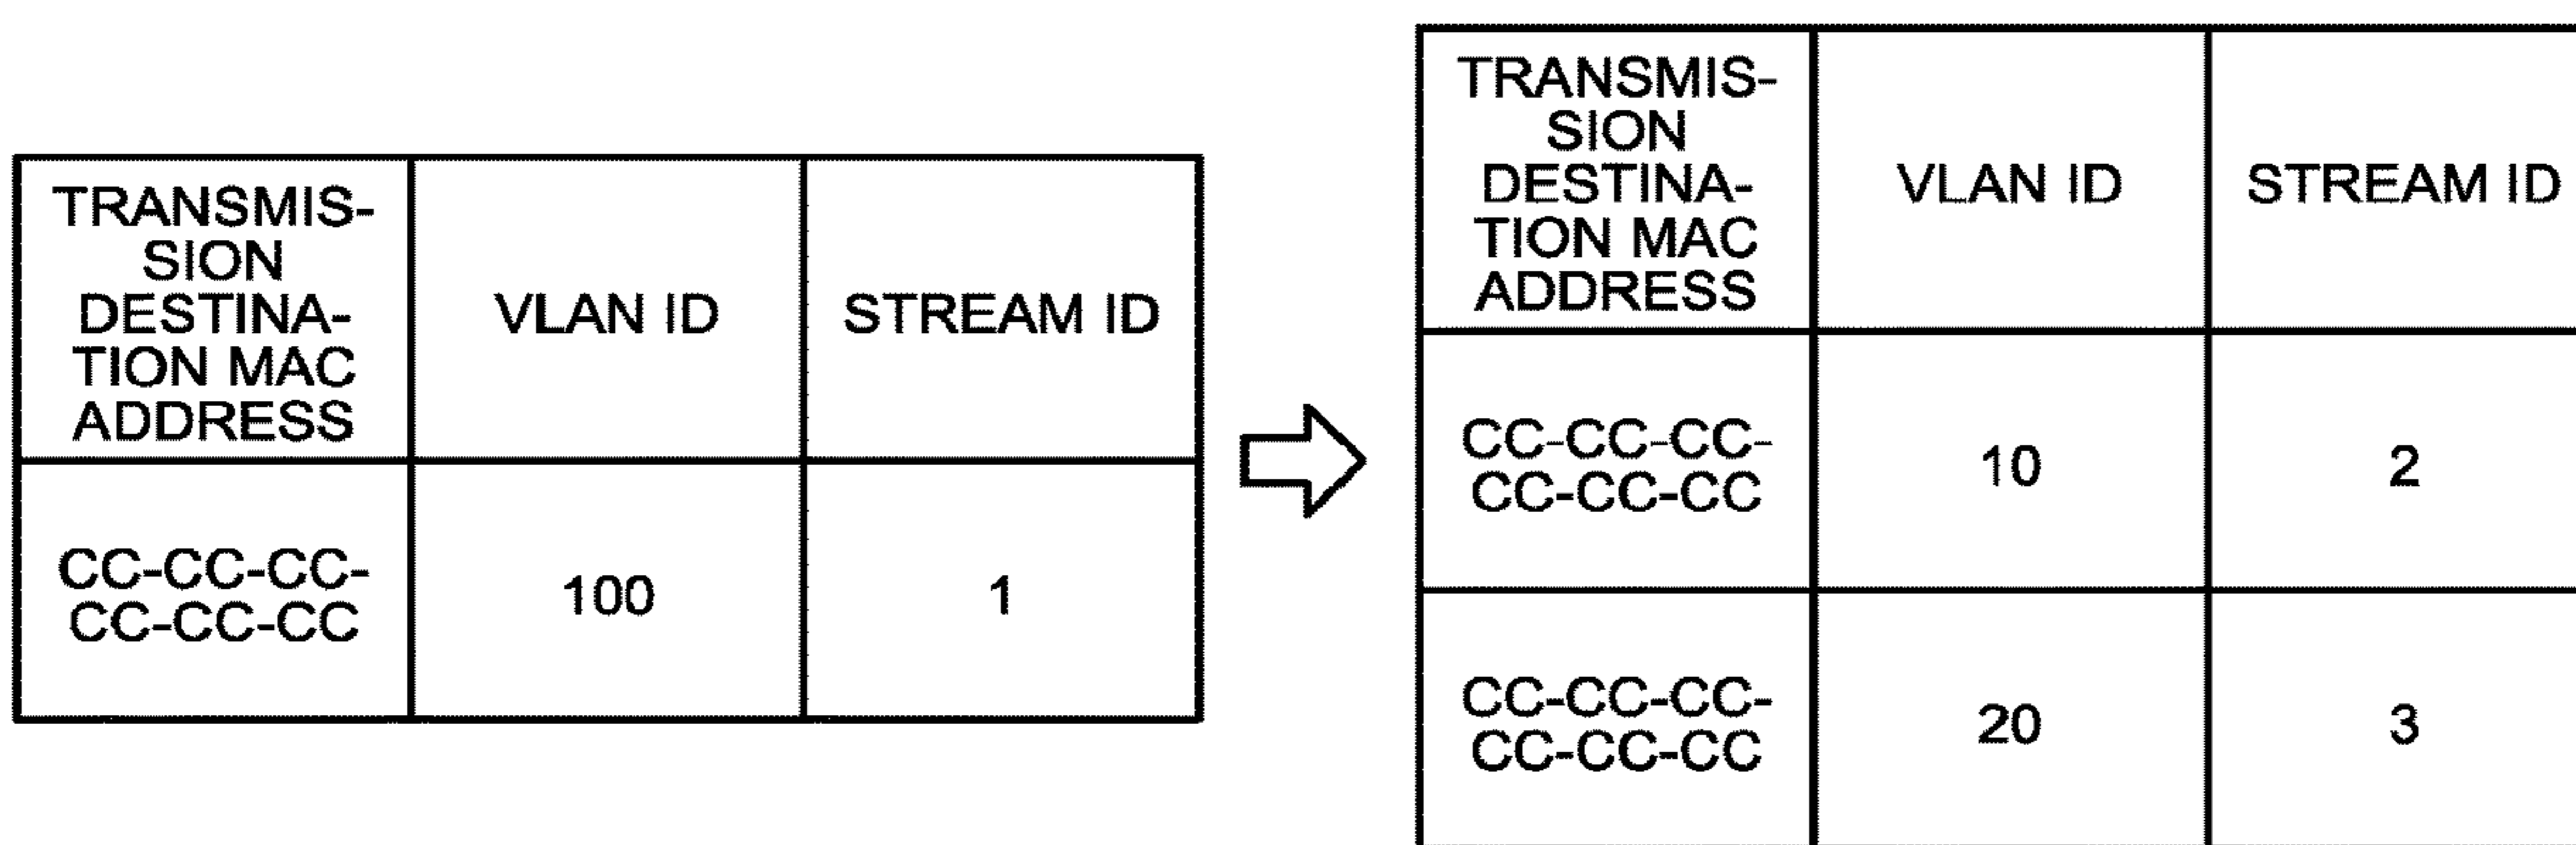 TRANSMIS-
SION
DESTINA-
TION MAC
ADDRESS
VLAN ID
STREAM ID
CC-CC-CC-
CC-CC-CC
100
1
TRANSMIS-
SION
DESTINA-
TION MAC
ADDRESS
VLAN ID
STREAM ID
CC-CC-CC-
CC-CC-CC
10
2
CC-CC-CC-
CC-CC-CC
20
3